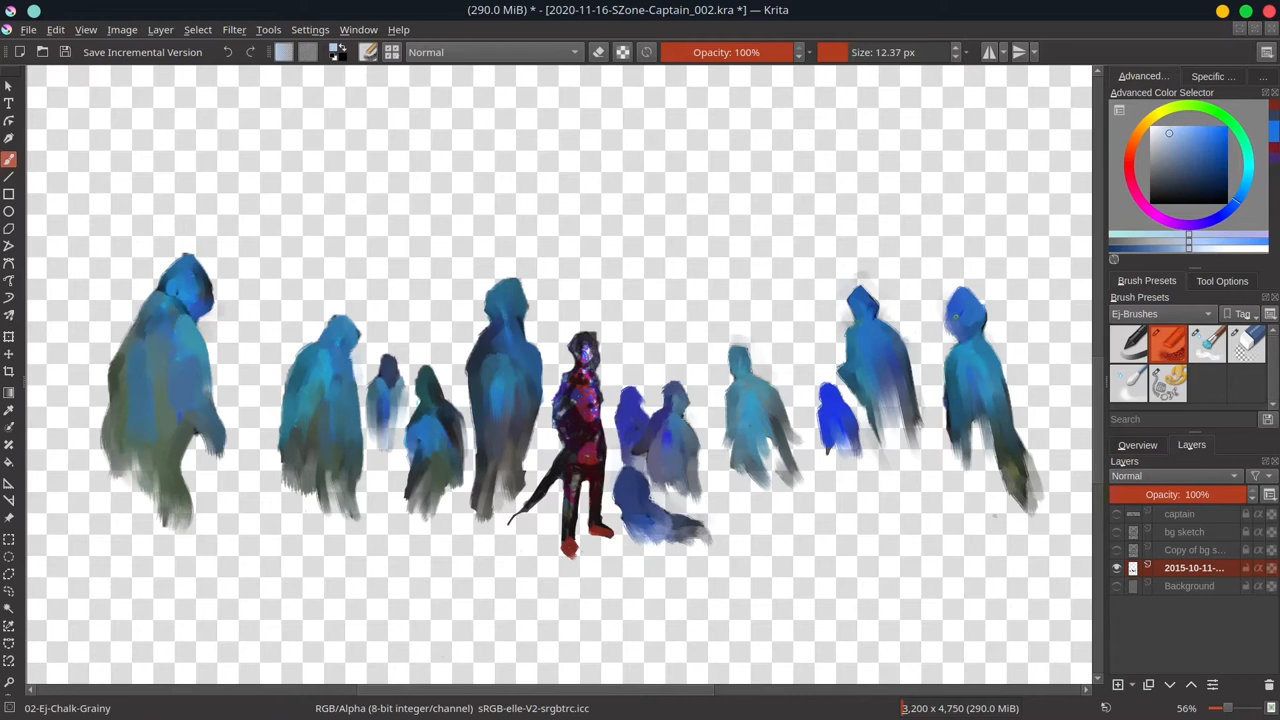 (290.0 MiB) * - [2020-11-16-SZone-Captain_002.kra *] — Krita
File Edit View Image Layer Select Filter Tools Settings Window Help
Save Incremental Version Normal Opacity: 100% Size: 12.37 px
Advanced... Specific ... ...
Advanced Color Selector
Brush Presets Tool Options
Brush Presets
Ej-Brushes Tag
Search
Overview Layers
Layers
Normal
Opacity: 100%
captain
bg sketch
Copy of bg s...
2015-10-11-...
Background
02-Ej-Chalk-Grainy RGB/Alpha (8-bit integer/channel) sRGB-elle-V2-srgbtrc.icc 3,200 x 4,750 (290.0 MiB) 56%